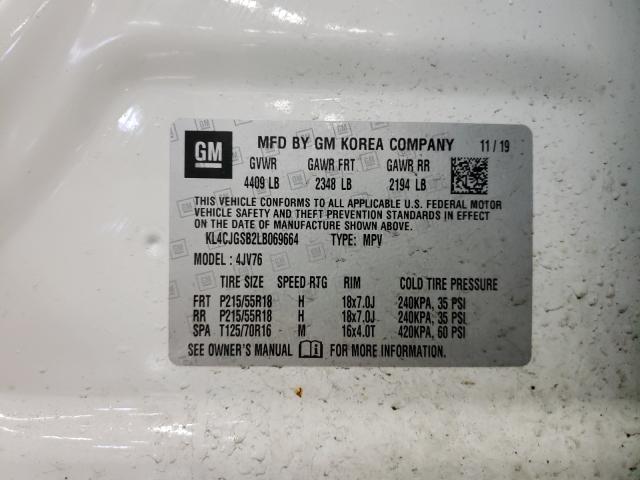 GM MFD BY GM KOREA COMPANY 11/19
GVWR GAWR FRT GAWR RR
4409 LB 2348 LB 2194 LB
THIS VEHICLE CONFORMS TO ALL APPLICABLE U.S. FEDERAL MOTOR
VEHICLE SAFETY AND THEFT PREVENTION STANDARDS IN EFFECT
ON THE DATE OF MANUFACTURE SHOWN ABOVE.
KL4CJGSB2LB069664 TYPE: MPV
MODEL: 4JV76
TIRE SIZE SPEED RTG RIM COLD TIRE PRESSURE
FRT P215/55R18 H 18x7.0J 240KPA, 35 PSI
RR P215/55R18 H 18x7.0J 240KPA, 35 PSI
SPA T125/70R16 M 16x4.0T 420KPA, 60 PSI
SEE OWNER'S MANUAL FOR MORE INFORMATION.